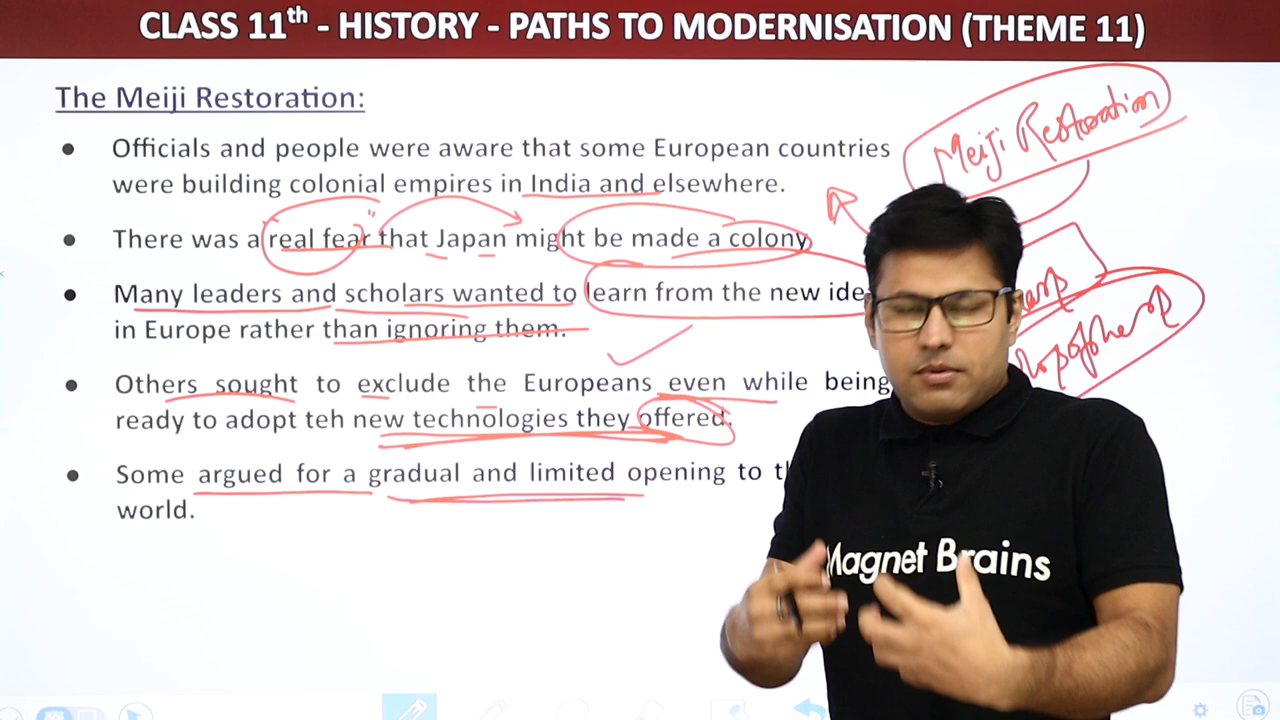 CLASS 11th - HISTORY - PATHS TO MODERNISATION (THEME 11)
The Meiji Restoration:
• Officials and people were aware that some European countries
were building colonial empires in India and elsewhere.
• There was a "real fear" that Japan might be made a colony
• Many leaders and scholars wanted to learn from the new ide
in Europe rather than ignoring them.
• Others sought to exclude the Europeans even while being
ready to adopt teh new technologies they offered.
• Some argued for a gradual and limited opening to t
world.
Meiji Restoration
Magnet Brains